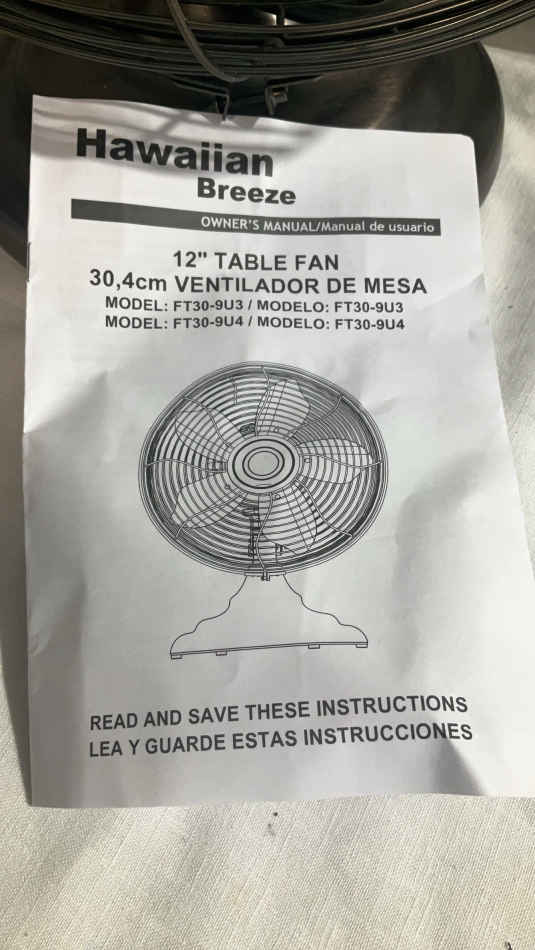 Hawaiian
Breeze
OWNER'S MANUAL/Manual de usuario
12" TABLE FAN
30,4cm VENTILADOR DE MESA
MODEL: FT30-9U3 / MODELO: FT30-9U3
MODEL: FT30-9U4 / MODELO: FT30-9U4
READ AND SAVE THESE INSTRUCTIONS
LEA Y GUARDE ESTAS INSTRUCCIONES